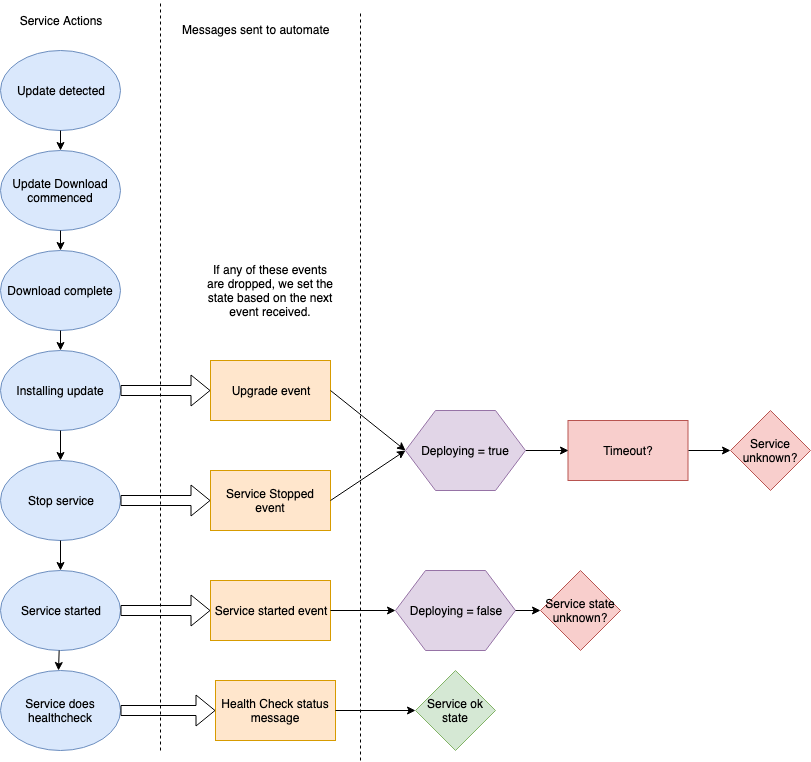 Service Actions
Messages sent to automate
Update detected
Update Download
commenced
Download complete
If any of these events
are dropped, we set the
state based on the next
event received.
Installing update
Upgrade event
Deploying = true
Timeout?
Service
unknown?
Stop service
Service Stopped
event
Service started
Service started event
Deploying = false
Service state
unknown?
Service does
healthcheck
Health Check status
message
Service ok
state